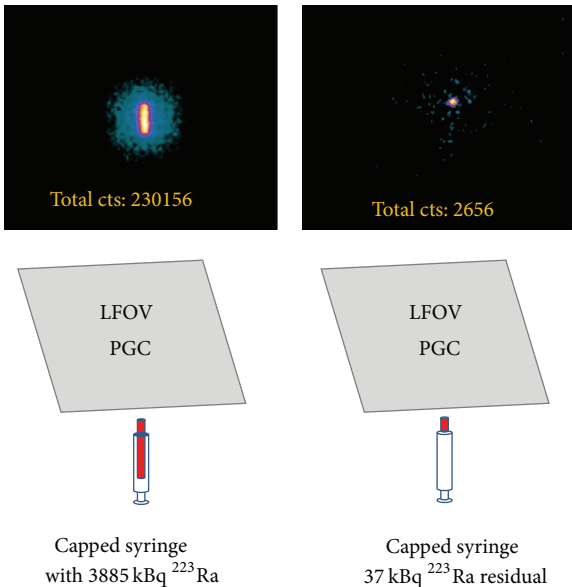 Total cts: 230156
Total cts: 2656
LFOV
PGC
LFOV
PGC
Capped syringe
with 3885 kBq ²²³Ra
Capped syringe
37 kBq ²²³Ra residual